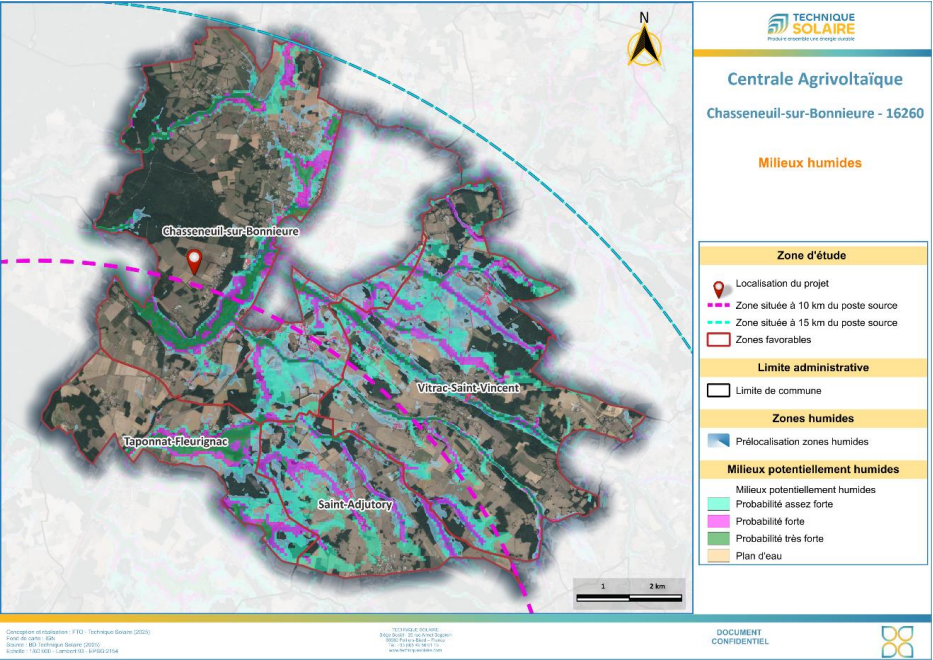 N
Chasseneuil-sur-Bonnieure
Vitrac-Saint-Vincent
Taponnat-Fleurignac
Saint-Adjutory
1 2 km
TECHNIQUE
SOLAIRE
Produire ensemble une énergie durable
Centrale Agrivoltaïque
Chasseneuil-sur-Bonnieure - 16260
Milieux humides
Zone d'étude
Localisation du projet
Zone située à 10 km du poste source
Zone située à 15 km du poste source
Zones favorables
Limite administrative
Limite de commune
Zones humides
Prélocalisation zones humides
Milieux potentiellement humides
Milieux potentiellement humides
Probabilité assez forte
Probabilité forte
Probabilité très forte
Plan d'eau
Conception et réalisation : FTO - Technique Solaire (2025)
Fond de carte : IGN
Source : BD Technique Solaire (2025)
TECHNIQUE SOLAIRE
www.techniquesolaire.com
DOCUMENT
CONFIDENTIEL